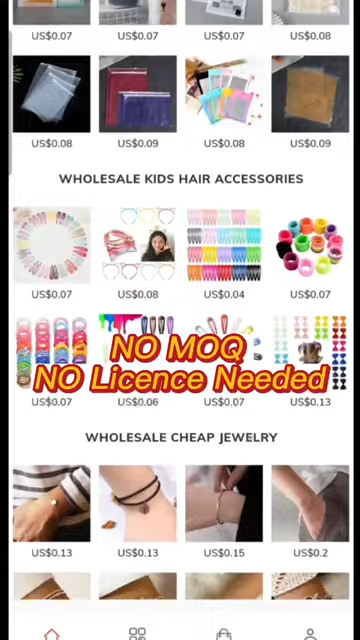 US$0.07 US$0.07 US$0.07 US$0.08
US$0.08 US$0.09 US$0.08 US$0.09
WHOLESALE KIDS HAIR ACCESSORIES
US$0.07 US$0.08 US$0.04 US$0.07
NO MOQ
NO Licence Needed
US$0.07 US$0.06 US$0.07 US$0.13
WHOLESALE CHEAP JEWELRY
US$0.13 US$0.13 US$0.15 US$0.2